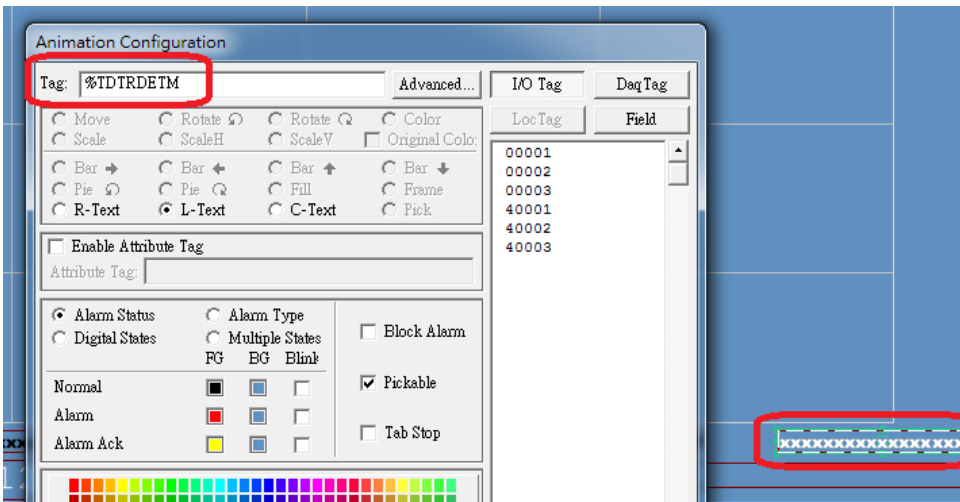 Animation Configuration
Tag: %TDTRDETM Advanced... I/O Tag DaqTag
Move Rotate Rotate Color LocTag Field
Scale ScaleH ScaleV Original Color
Bar Bar Bar Bar
Pie Pie Fill Frame
R-Text L-Text C-Text Pick
00001
00002
00003
40001
40002
40003
Enable Attribute Tag
Attribute Tag:
Alarm Status Alarm Type
Digital States Multiple States
FG BG Blink
Normal
Alarm
Alarm Ack
Block Alarm
Pickable
Tab Stop